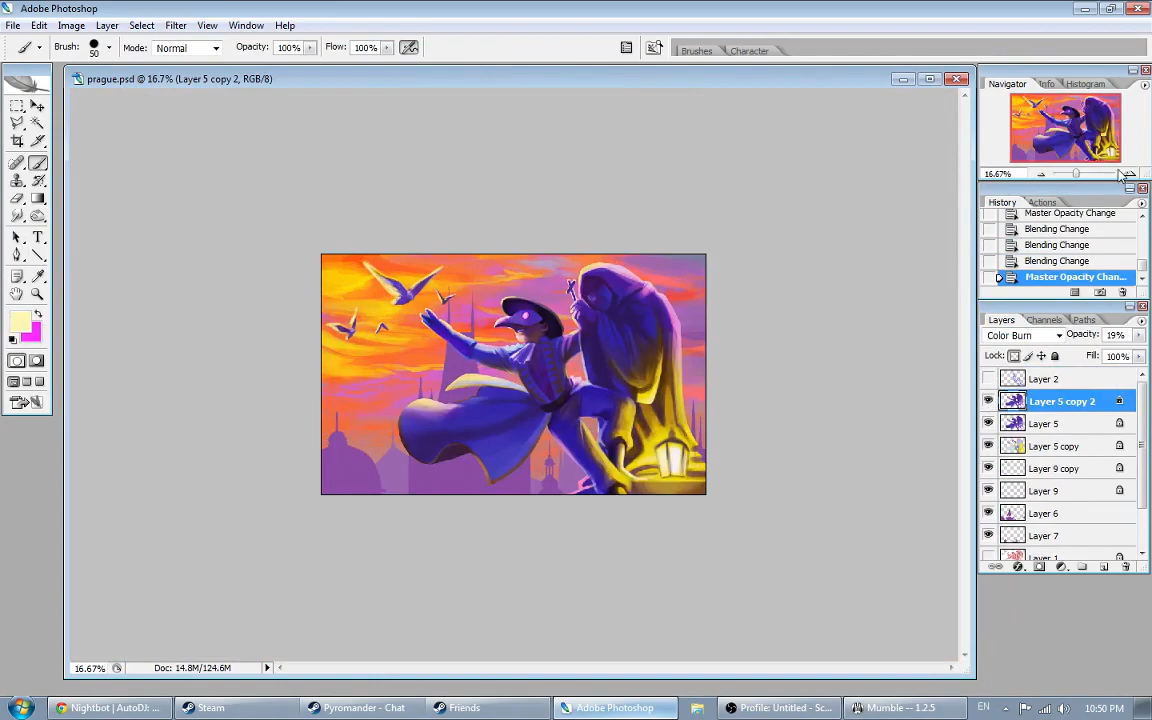 Adobe Photoshop
File Edit Image Layer Select Filter View Window Help
Brush: 50 Mode: Normal Opacity: 100% Flow: 100% Brushes Character
prague.psd @ 16.7% (Layer 5 copy 2, RGB/8)
Navigator Info Histogram
16.67%
History Actions
Master Opacity Change
Blending Change
Blending Change
Blending Change
Master Opacity Chan...
Layers Channels Paths
Color Burn Opacity: 19%
Lock: Fill: 100%
Layer 2
Layer 5 copy 2
Layer 5
Layer 5 copy
Layer 9 copy
Layer 9
Layer 6
Layer 7
Layer 1
16.67% Doc: 14.8M/124.6M
Nightbot | AutoDJ: ... Steam Pyromander - Chat Friends Adobe Photoshop Profile: Untitled - Sc... Mumble -- 1.2.5 EN 10:50 PM